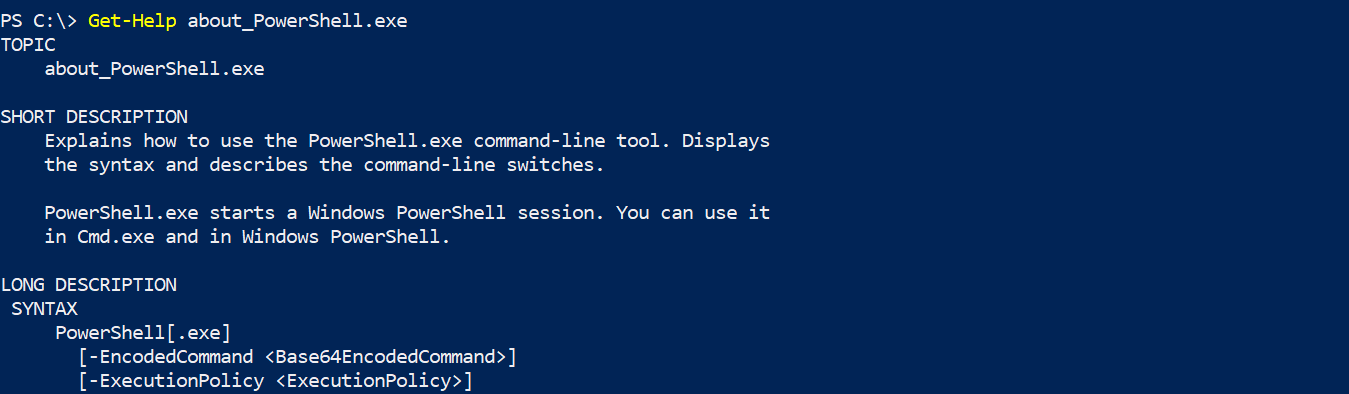 PS C:\> Get-Help about_PowerShell.exe
TOPIC
    about_PowerShell.exe

SHORT DESCRIPTION
    Explains how to use the PowerShell.exe command-line tool. Displays
    the syntax and describes the command-line switches.

    PowerShell.exe starts a Windows PowerShell session. You can use it
    in Cmd.exe and in Windows PowerShell.

LONG DESCRIPTION
 SYNTAX
     PowerShell[.exe]
       [-EncodedCommand <Base64EncodedCommand>]
       [-ExecutionPolicy <ExecutionPolicy>]